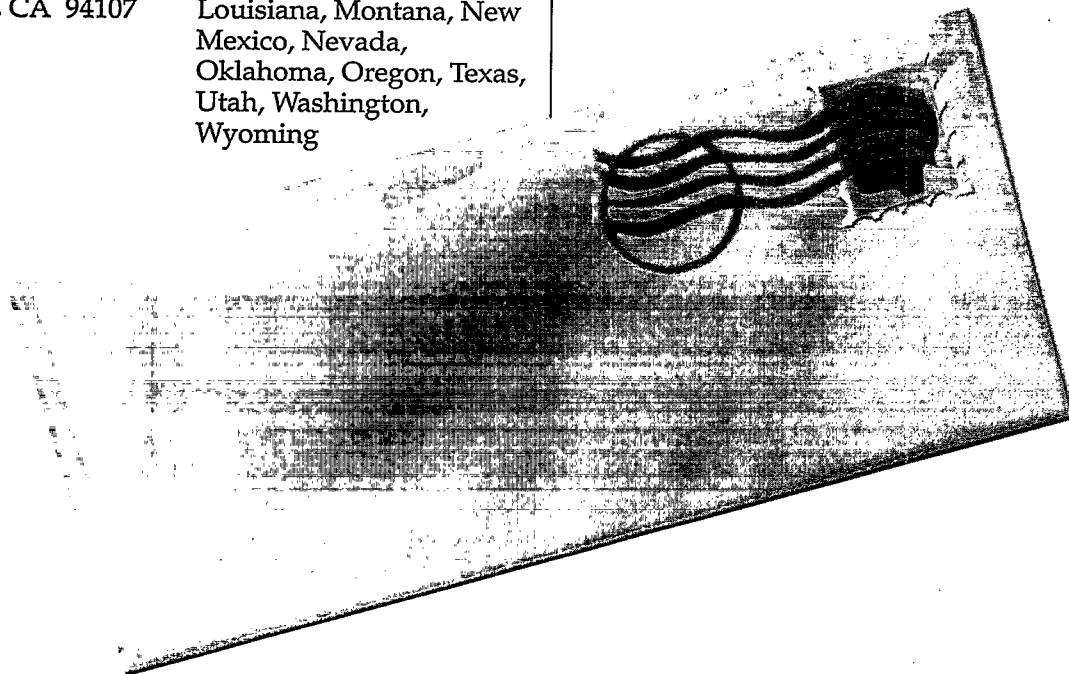 CA 94107
Louisiana, Montana, New
Mexico, Nevada,
Oklahoma, Oregon, Texas,
Utah, Washington,
Wyoming